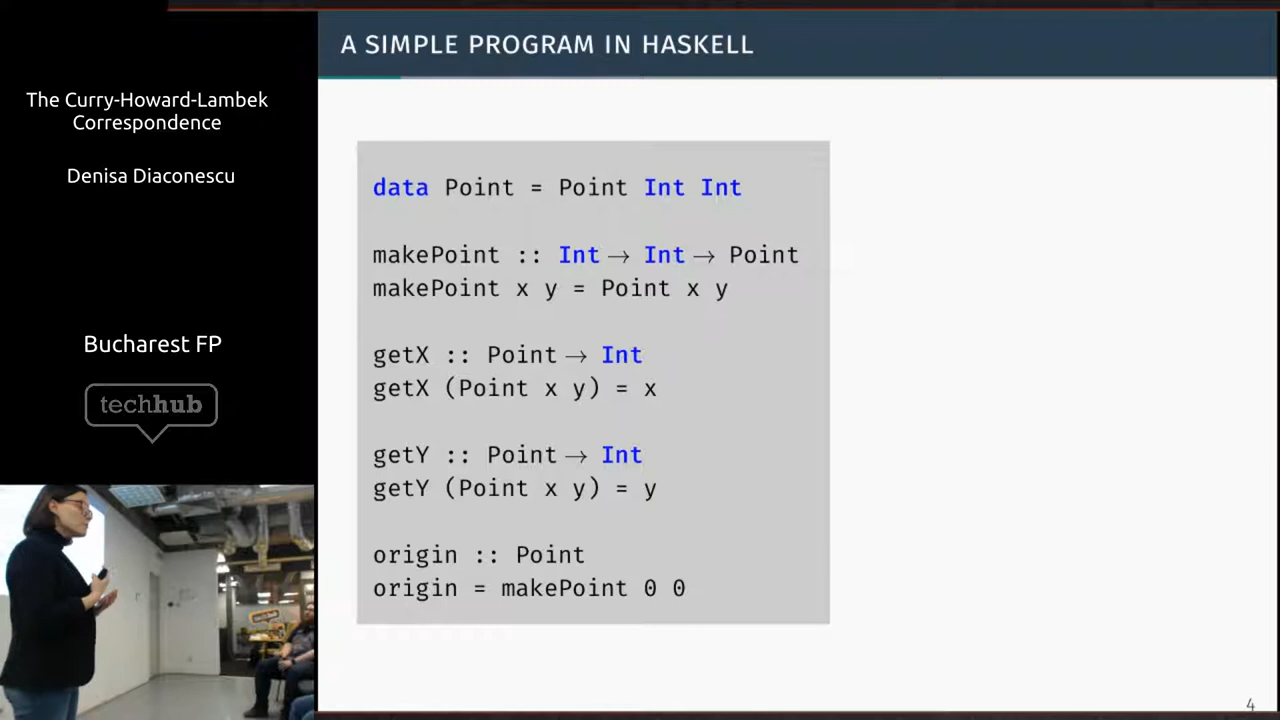 The Curry-Howard-Lambek
Correspondence
Denisa Diaconescu
Bucharest FP
techhub
A SIMPLE PROGRAM IN HASKELL
data Point = Point Int Int
makePoint :: Int → Int → Point
makePoint x y = Point x y
getX :: Point → Int
getX (Point x y) = x
getY :: Point → Int
getY (Point x y) = y
origin :: Point
origin = makePoint 0 0
4